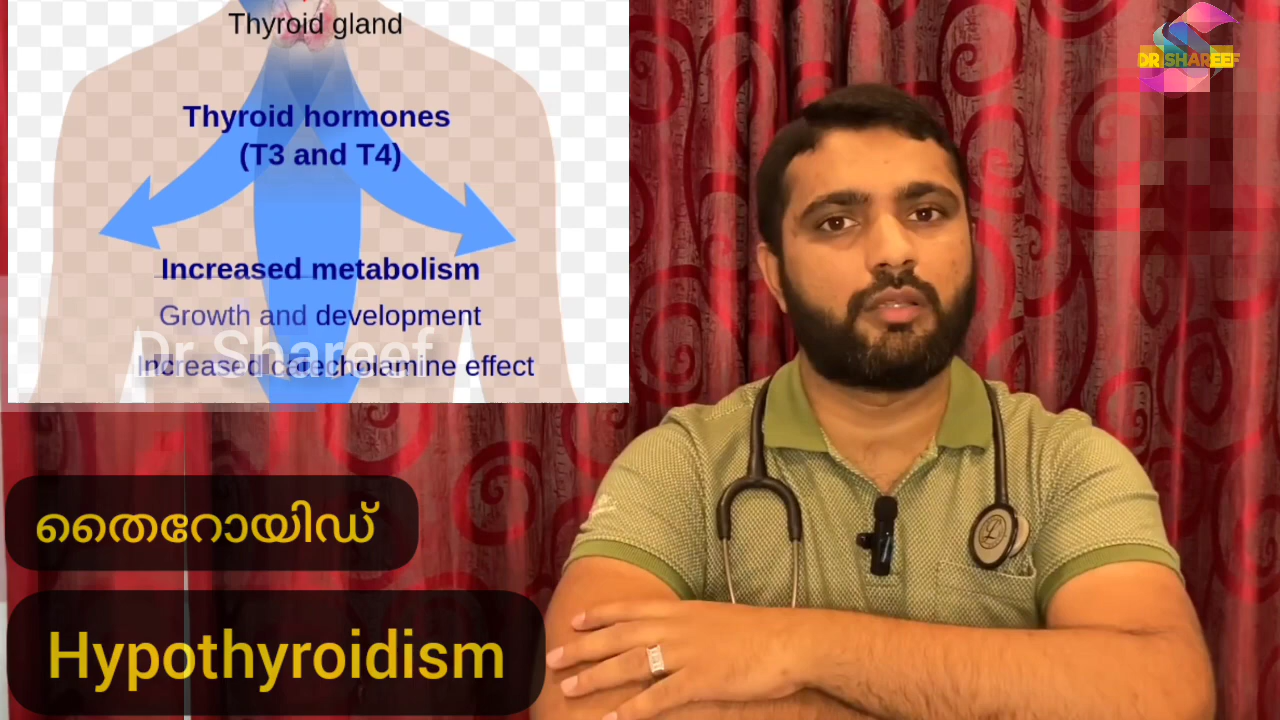 Thyroid gland
Thyroid hormones
(T3 and T4)
Increased metabolism
Growth and development
Increased catecholamine effect
Dr Shareef
തൈറോയിഡ്
Hypothyroidism
DR SHAREEF